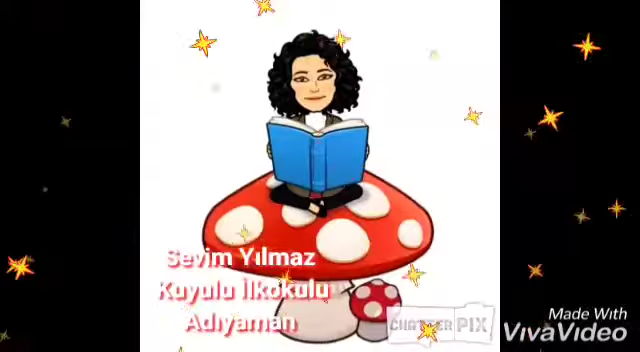 Sevim Yılmaz
Kuyulu İlkokulu
Adıyaman
CHATTER PIX
Made With
VivaVideo